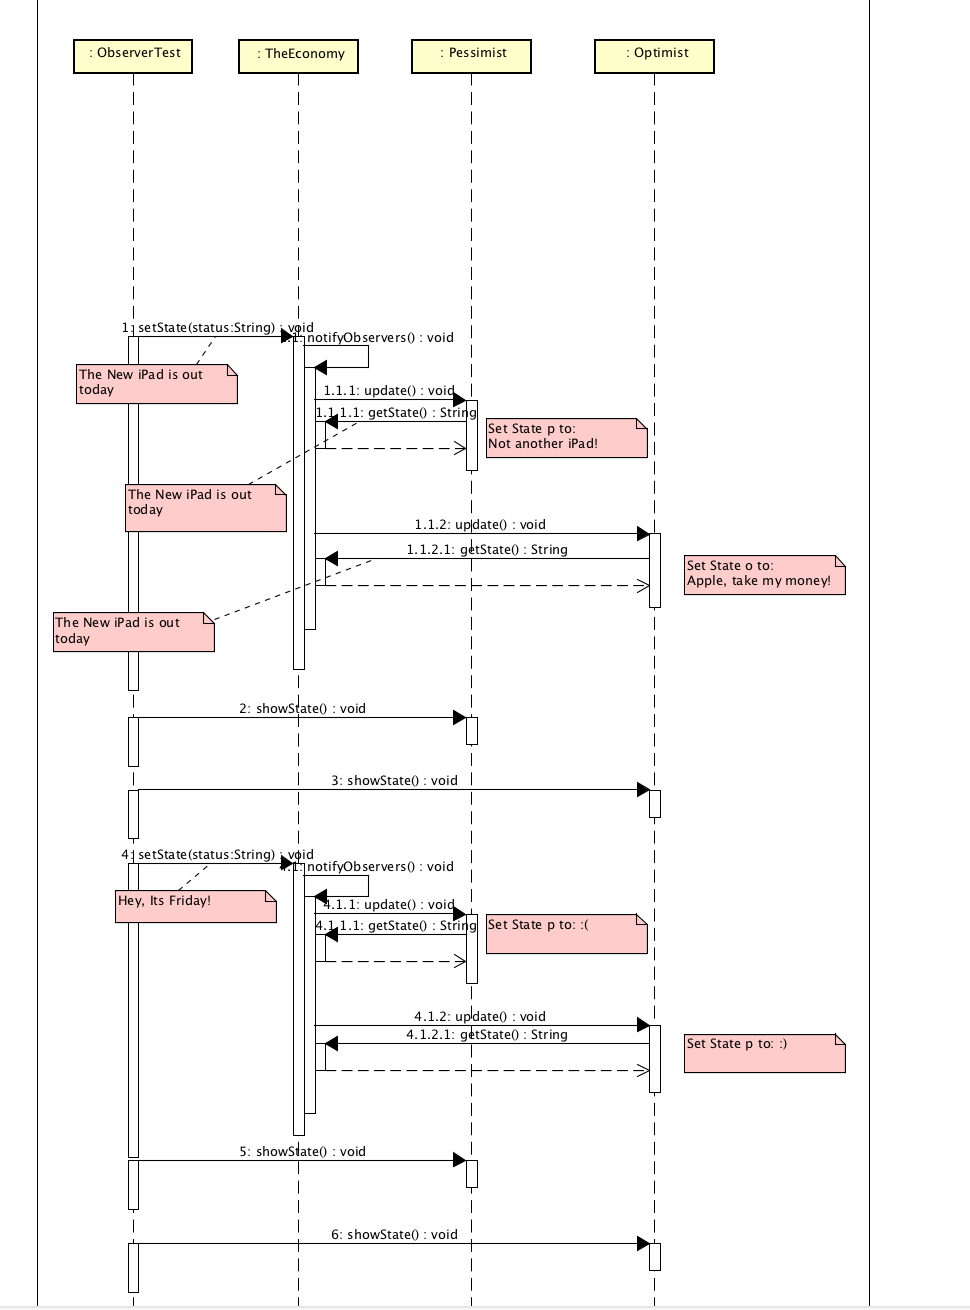 : ObserverTest
: TheEconomy
: Pessimist
: Optimist
1: setState(status:String) : void
1: notifyObservers() : void
The New iPad is out
today
1.1.1: update() : void
1.1.1.1: getState() : String
Set State p to:
Not another iPad!
The New iPad is out
today
1.1.2: update() : void
1.1.2.1: getState() : String
Set State o to:
Apple, take my money!
The New iPad is out
today
2: showState() : void
3: showState() : void
4: setState(status:String) : void
.1: notifyObservers() : void
Hey, Its Friday!
4.1.1: update() : void
4.1.1.1: getState() : String
Set State p to: :(
4.1.2: update() : void
4.1.2.1: getState() : String
Set State p to: :)
5: showState() : void
6: showState() : void